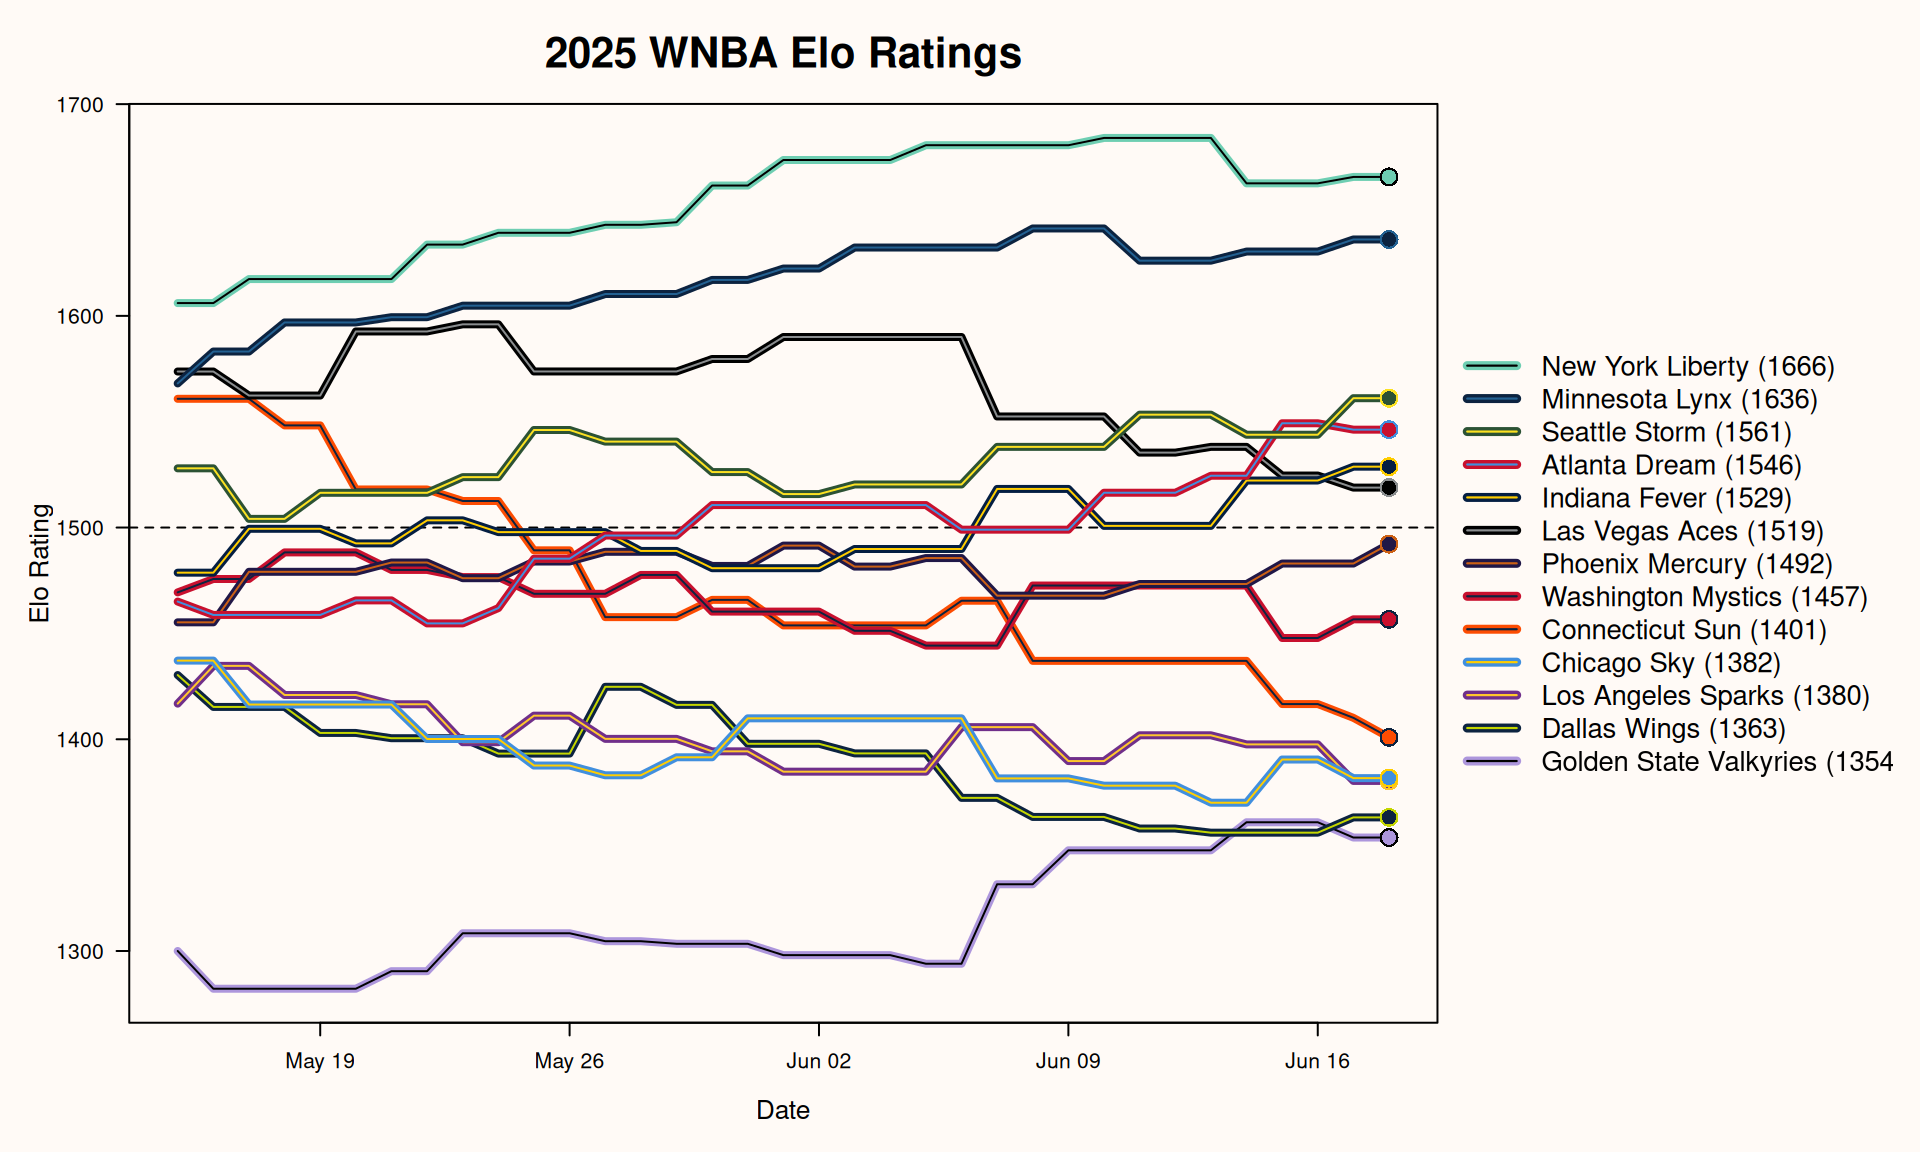 2025 WNBA Elo Ratings
1700
1600
1500
1400
1300
Elo Rating
May 19
May 26
Jun 02
Jun 09
Jun 16
Date
New York Liberty (1666)
Minnesota Lynx (1636)
Seattle Storm (1561)
Atlanta Dream (1546)
Indiana Fever (1529)
Las Vegas Aces (1519)
Phoenix Mercury (1492)
Washington Mystics (1457)
Connecticut Sun (1401)
Chicago Sky (1382)
Los Angeles Sparks (1380)
Dallas Wings (1363)
Golden State Valkyries (1354